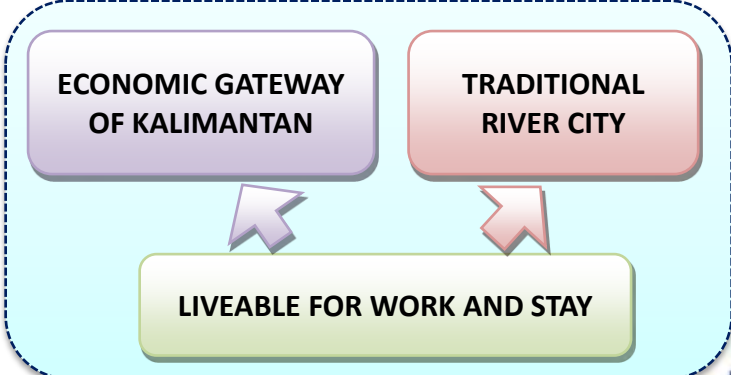 ECONOMIC GATEWAY
OF KALIMANTAN
TRADITIONAL
RIVER CITY
LIVEABLE FOR WORK AND STAY